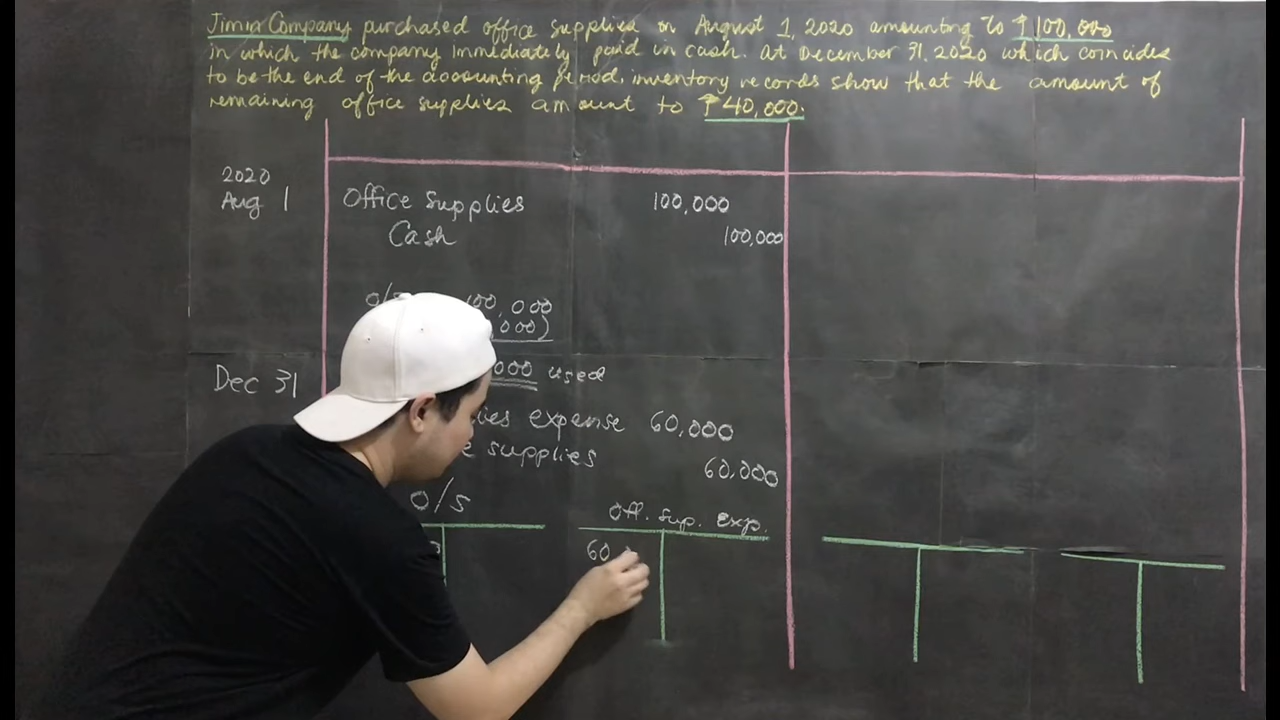 Jimin Company purchased office supplies on August 1, 2020 amounting to ₱100,000
in which the company immediately paid in cash. At December 31, 2020 which coincides
to be the end of the accounting period, inventory records show that the amount of
remaining office supplies amount to ₱40,000.
2020
Aug 1 Office Supplies 100,000
Cash 100,000
100,000
,000)
Dec 31 000 used
ies expense 60,000
e supplies 60,000
O/S Off. Sup. Exp.
60